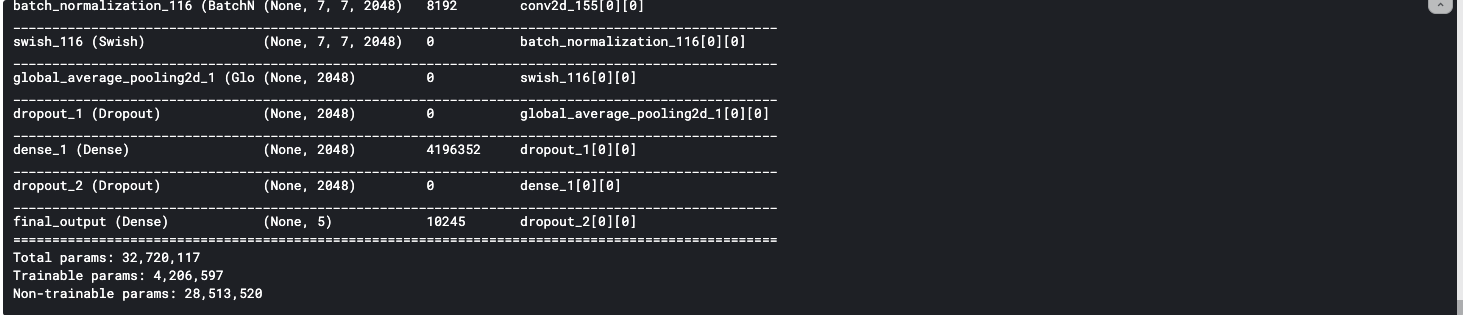 batch_normalization_116 (BatchN (None, 7, 7, 2048)   8192        conv2d_155[0][0]
__________________________________________________________________________________________________
swish_116 (Swish)               (None, 7, 7, 2048)   0           batch_normalization_116[0][0]
__________________________________________________________________________________________________
global_average_pooling2d_1 (Glo (None, 2048)         0           swish_116[0][0]
__________________________________________________________________________________________________
dropout_1 (Dropout)             (None, 2048)         0           global_average_pooling2d_1[0][0]
__________________________________________________________________________________________________
dense_1 (Dense)                 (None, 2048)         4196352     dropout_1[0][0]
__________________________________________________________________________________________________
dropout_2 (Dropout)             (None, 2048)         0           dense_1[0][0]
__________________________________________________________________________________________________
final_output (Dense)            (None, 5)            10245       dropout_2[0][0]
==================================================================================================
Total params: 32,720,117
Trainable params: 4,206,597
Non-trainable params: 28,513,520